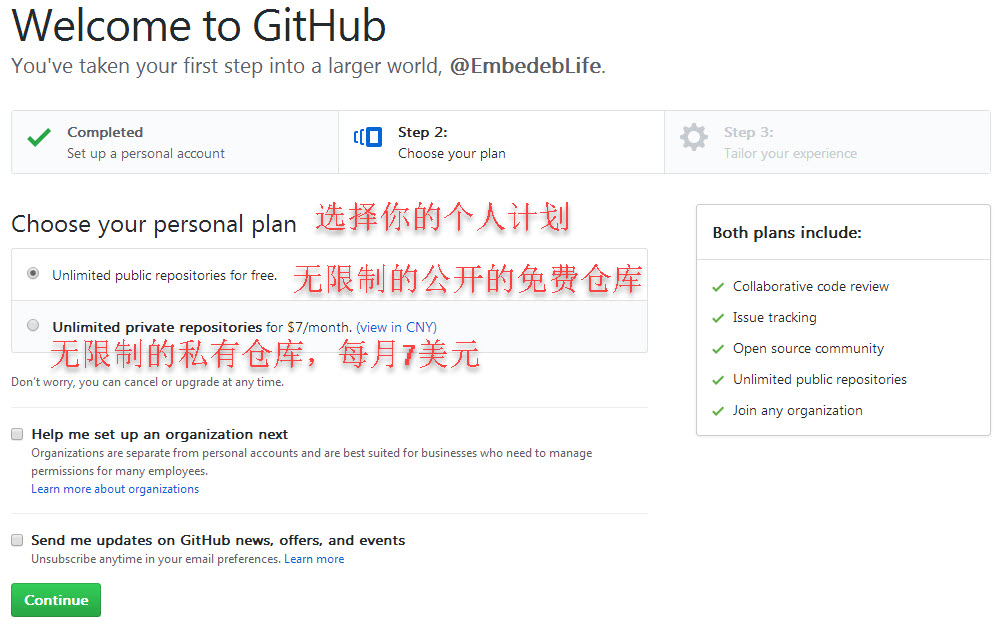 Welcome to GitHub
You've taken your first step into a larger world, @EmbedebLife.
Completed
Set up a personal account
Step 2:
Choose your plan
Step 3:
Tailor your experience
Choose your personal plan 选择你的个人计划
Unlimited public repositories for free. 无限制的公开的免费仓库
Unlimited private repositories for $7/month. (view in CNY)
无限制的私有仓库，每月7美元
Don't worry, you can cancel or upgrade at any time.
Help me set up an organization next
Organizations are separate from personal accounts and are best suited for businesses who need to manage
permissions for many employees.
Learn more about organizations
Send me updates on GitHub news, offers, and events
Unsubscribe anytime in your email preferences. Learn more
Continue
Both plans include:
Collaborative code review
Issue tracking
Open source community
Unlimited public repositories
Join any organization